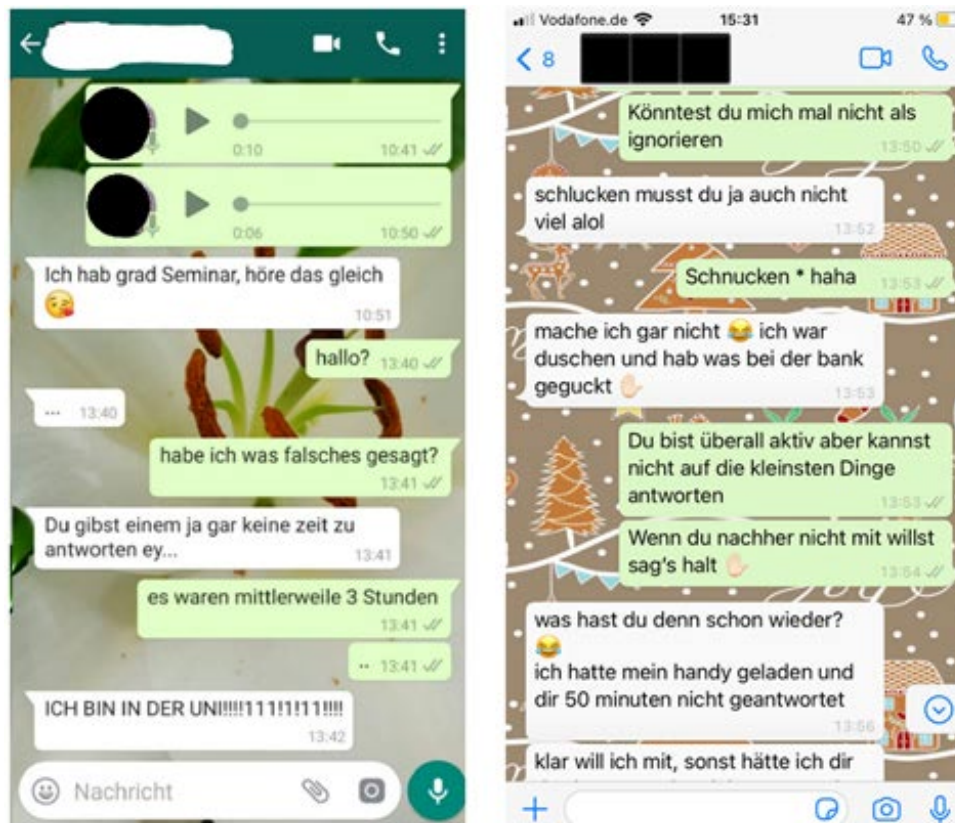 0:10 10:41
0:06 10:50
Ich hab grad Seminar, höre das gleich
😘
10:51
hallo? 13:40
... 13:40
habe ich was falsches gesagt?
13:41
Du gibst einem ja gar keine zeit zu
antworten ey... 13:41
es waren mittlerweile 3 Stunden
13:41
.. 13:41
ICH BIN IN DER UNI!!!!111!1!11!!!!
13:42
Nachricht
Vodafone.de 15:31 47 %
8
Könntest du mich mal nicht als
ignorieren 13:50
schlucken musst du ja auch nicht
viel alol 13:52
Schnucken * haha 13:53
mache ich gar nicht 😂 ich war
duschen und hab was bei der bank
geguckt ✋🏻 13:53
Du bist überall aktiv aber kannst
nicht auf die kleinsten Dinge
antworten 13:53
Wenn du nachher nicht mit willst
sag's halt ✋🏻 13:54
was hast du denn schon wieder?
😂
ich hatte mein handy geladen und
dir 50 minuten nicht geantwortet
13:56
klar will ich mit, sonst hätte ich dir